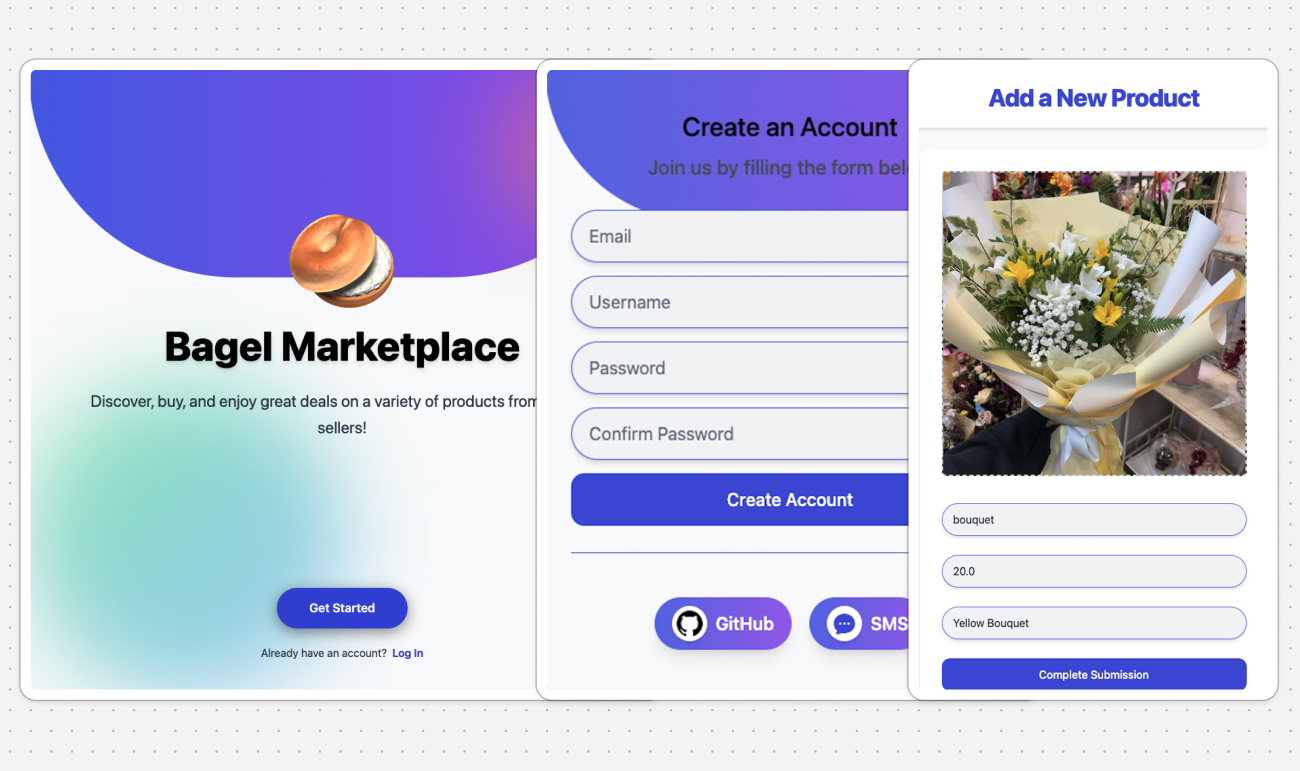 Bagel Marketplace
Discover, buy, and enjoy great deals on a variety of products from
sellers!
Get Started
Already have an account? Log In
Create an Account
Join us by filling the form
Email
Username
Password
Confirm Password
Create Account
GitHub
SMS
Add a New Product
bouquet
20.0
Yellow Bouquet
Complete Submission